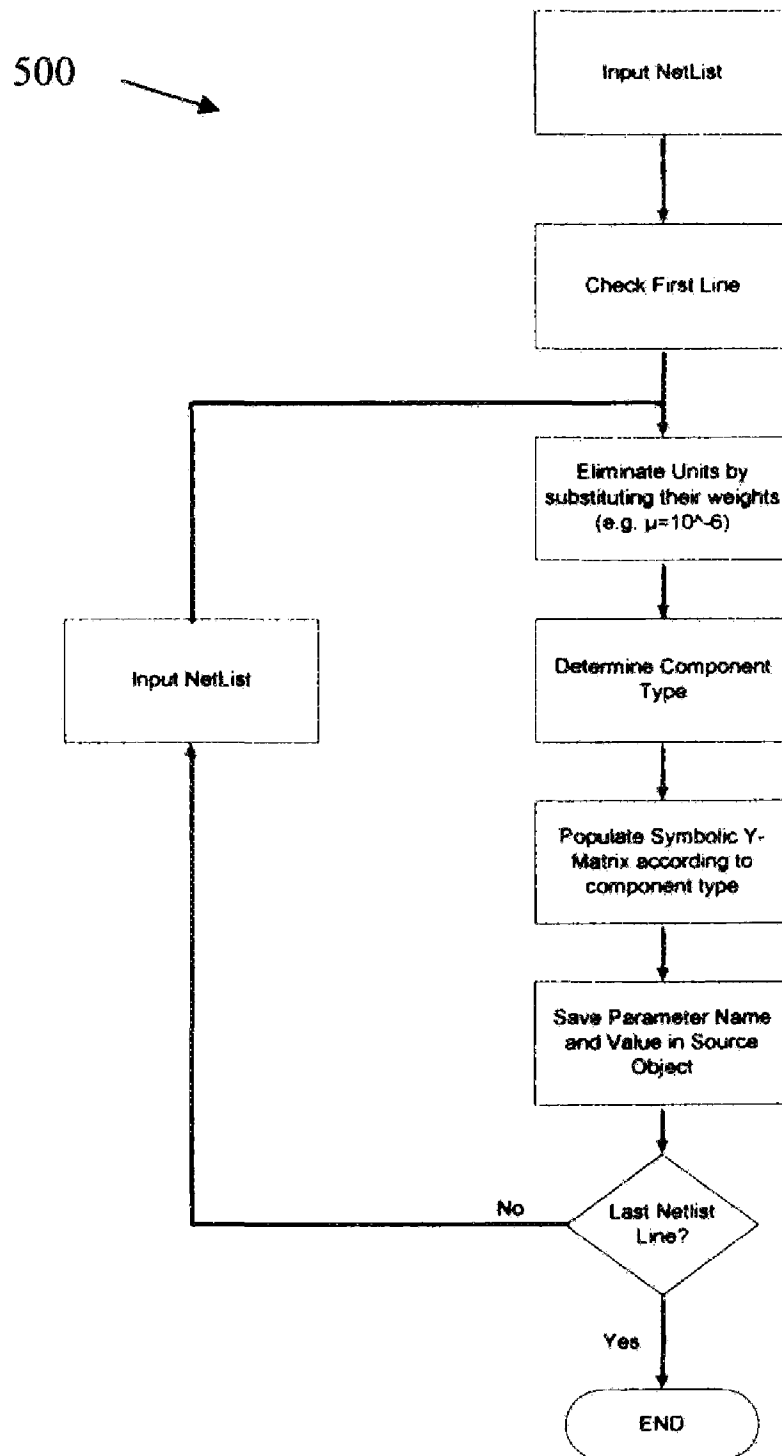 500
Input NetList
Check First Line
Eliminate Units by
substituting their weights
(e.g. µ=10^-6)
Input NetList
Determine Component
Type
Populate Symbolic Y-
Matrix according to
component type
Save Parameter Name
and Value in Source
Object
No
Last Netlist
Line?
Yes
END